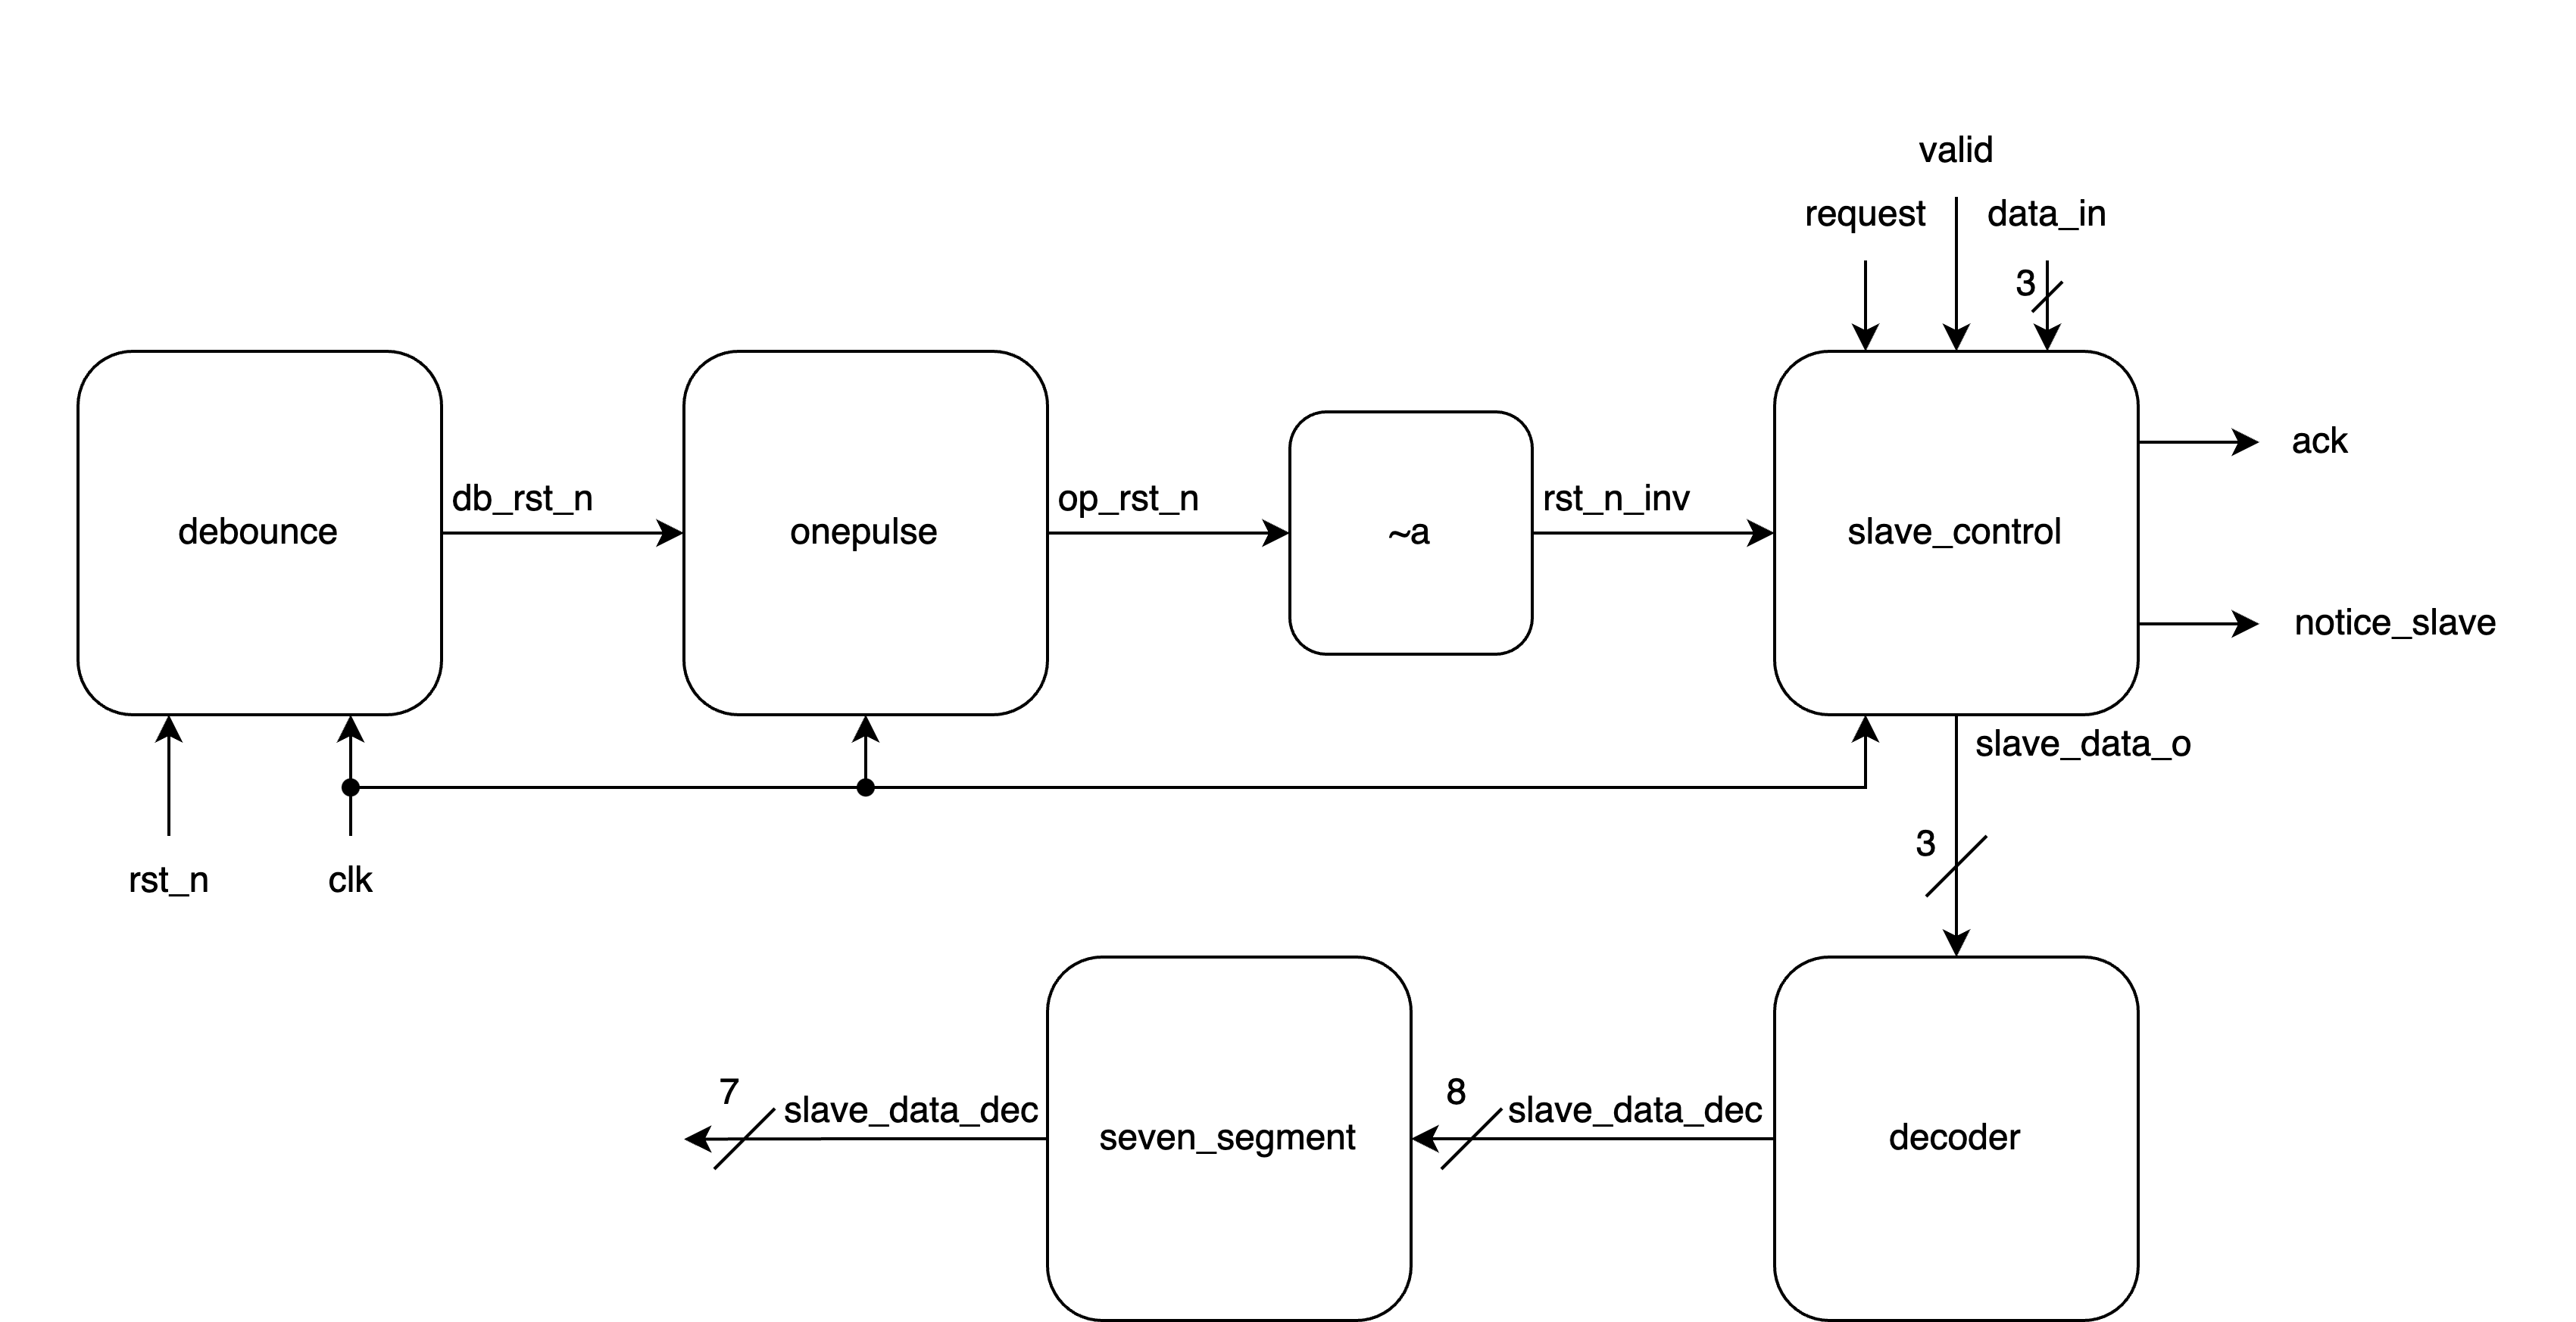 valid
request
data_in
3
debounce
db_rst_n
onepulse
op_rst_n
~a
rst_n_inv
slave_control
ack
notice_slave
rst_n
clk
slave_data_o
3
7
slave_data_dec
seven_segment
8
slave_data_dec
decoder